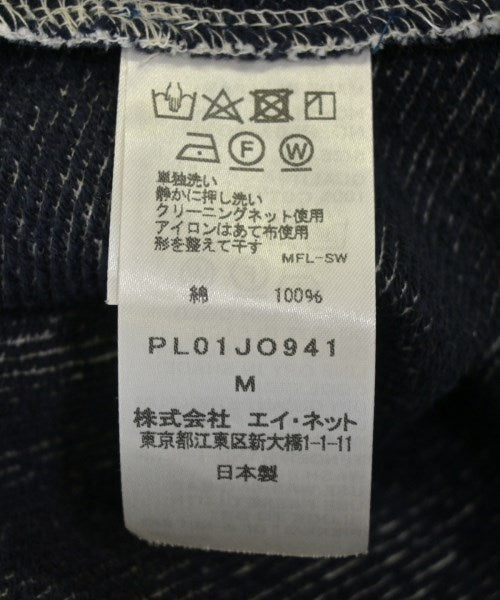 F W
単独洗い
静かに押し洗い
クリーニングネット使用
アイロンはあて布使用
形を整えて干す
MFL-SW
綿 100%
PL01JO941
M
株式会社 エイ・ネット
東京都江東区新大橋1-1-11
日本製